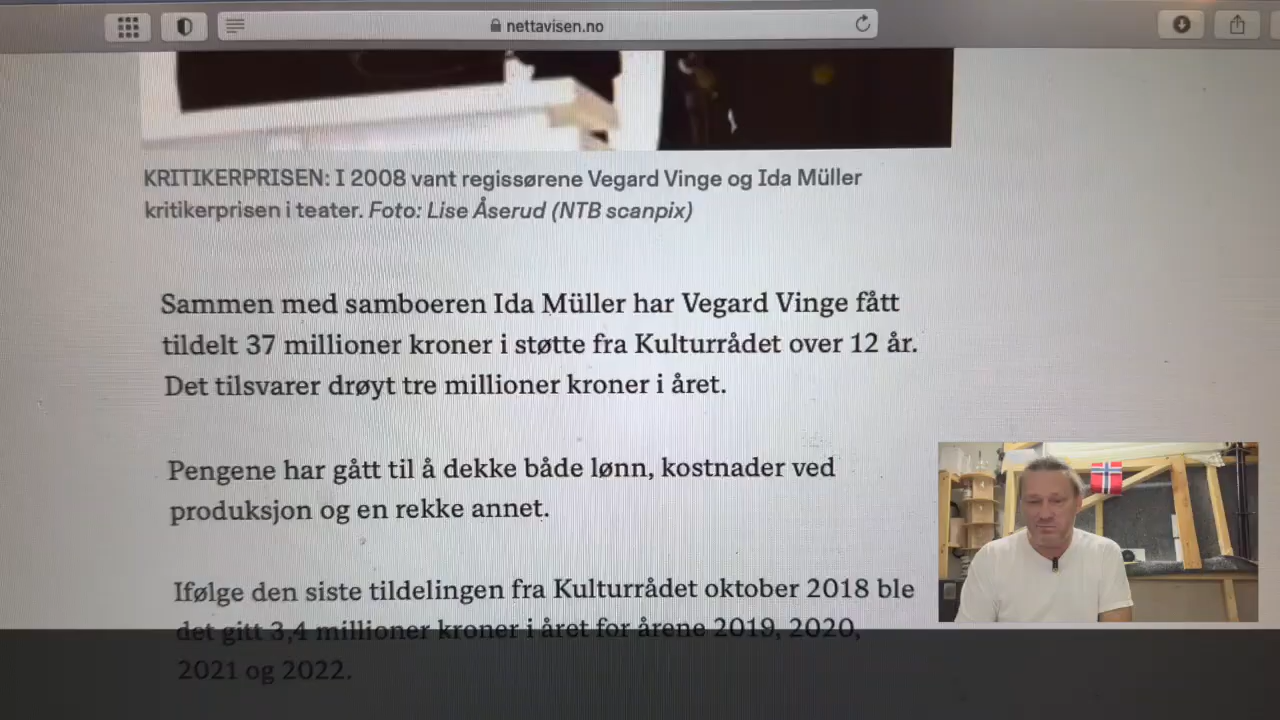 nettavisen.no
KRITIKERPRISEN: I 2008 vant regissørene Vegard Vinge og Ida Müller
kritikerprisen i teater. Foto: Lise Åserud (NTB scanpix)
Sammen med samboeren Ida Müller har Vegard Vinge fått
tildelt 37 millioner kroner i støtte fra Kulturrådet over 12 år.
Det tilsvarer drøyt tre millioner kroner i året.
Pengene har gått til å dekke både lønn, kostnader ved
produksjon og en rekke annet.
Ifølge den siste tildelingen fra Kulturrådet oktober 2018 ble
det gitt 3,4 millioner kroner i året for årene 2019, 2020,
2021 og 2022.